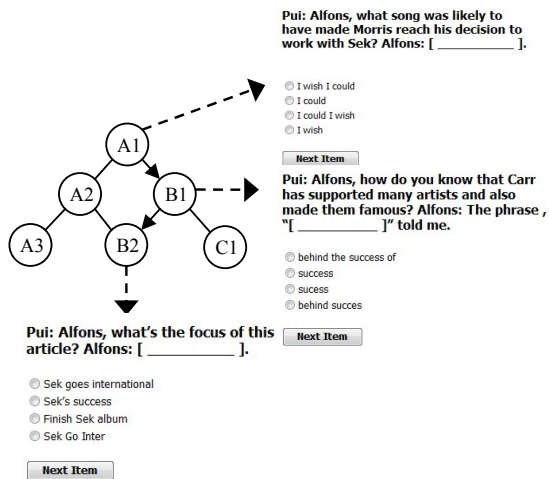 Pui: Alfons, what song was likely to
have made Morris reach his decision to
work with Sek? Alfons: [ __________ ].
I wish I could
I could
I could I wish
I wish
Next Item
A1
A2
B1
A3
B2
C1
Pui: Alfons, how do you know that Carr
has supported many artists and also
made them famous? Alfons: The phrase ,
“[ __________ ]” told me.
behind the success of
success
sucess
behind succes
Next Item
Pui: Alfons, what’s the focus of this
article? Alfons: [ __________ ].
Sek goes international
Sek’s success
Finish Sek album
Sek Go Inter
Next Item